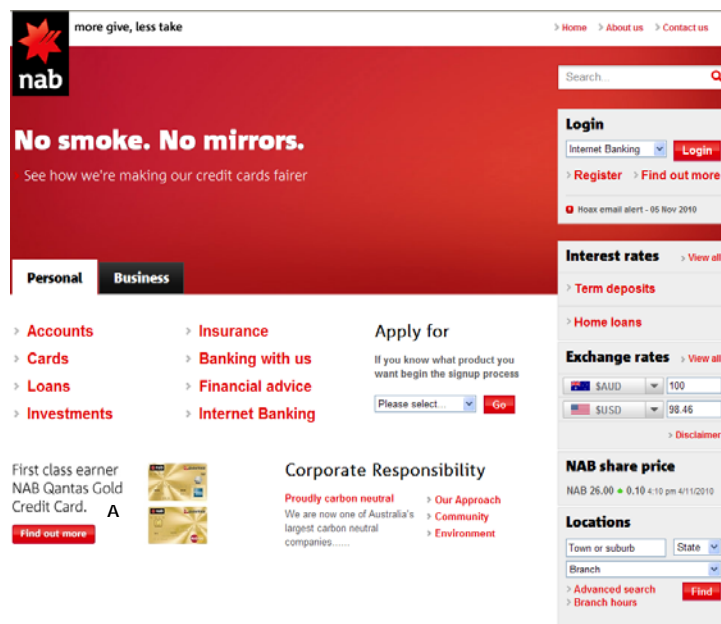 more give, less take
Home About us Contact us
nab
Search...
No smoke. No mirrors.
See how we're making our credit cards fairer
Login
Internet Banking Login
Register Find out more
Hoax email alert - 05 Nov 2010
Personal Business
Accounts
Cards
Loans
Investments
Insurance
Banking with us
Financial advice
Internet Banking
Apply for
If you know what product you
want begin the signup process
Please select... Go
Interest rates View all
Term deposits
Home loans
Exchange rates View all
$AUD 100
$USD 98.46
Disclaimer
NAB share price
NAB 26.00 0.10 4:10 pm 4/11/2010
Locations
Town or suburb State
Branch
Advanced search Find
Branch hours
First class earner
NAB Qantas Gold
Credit Card. A
Find out more
Corporate Responsibility
Proudly carbon neutral
We are now one of Australia's
largest carbon neutral
companies......
Our Approach
Community
Environment